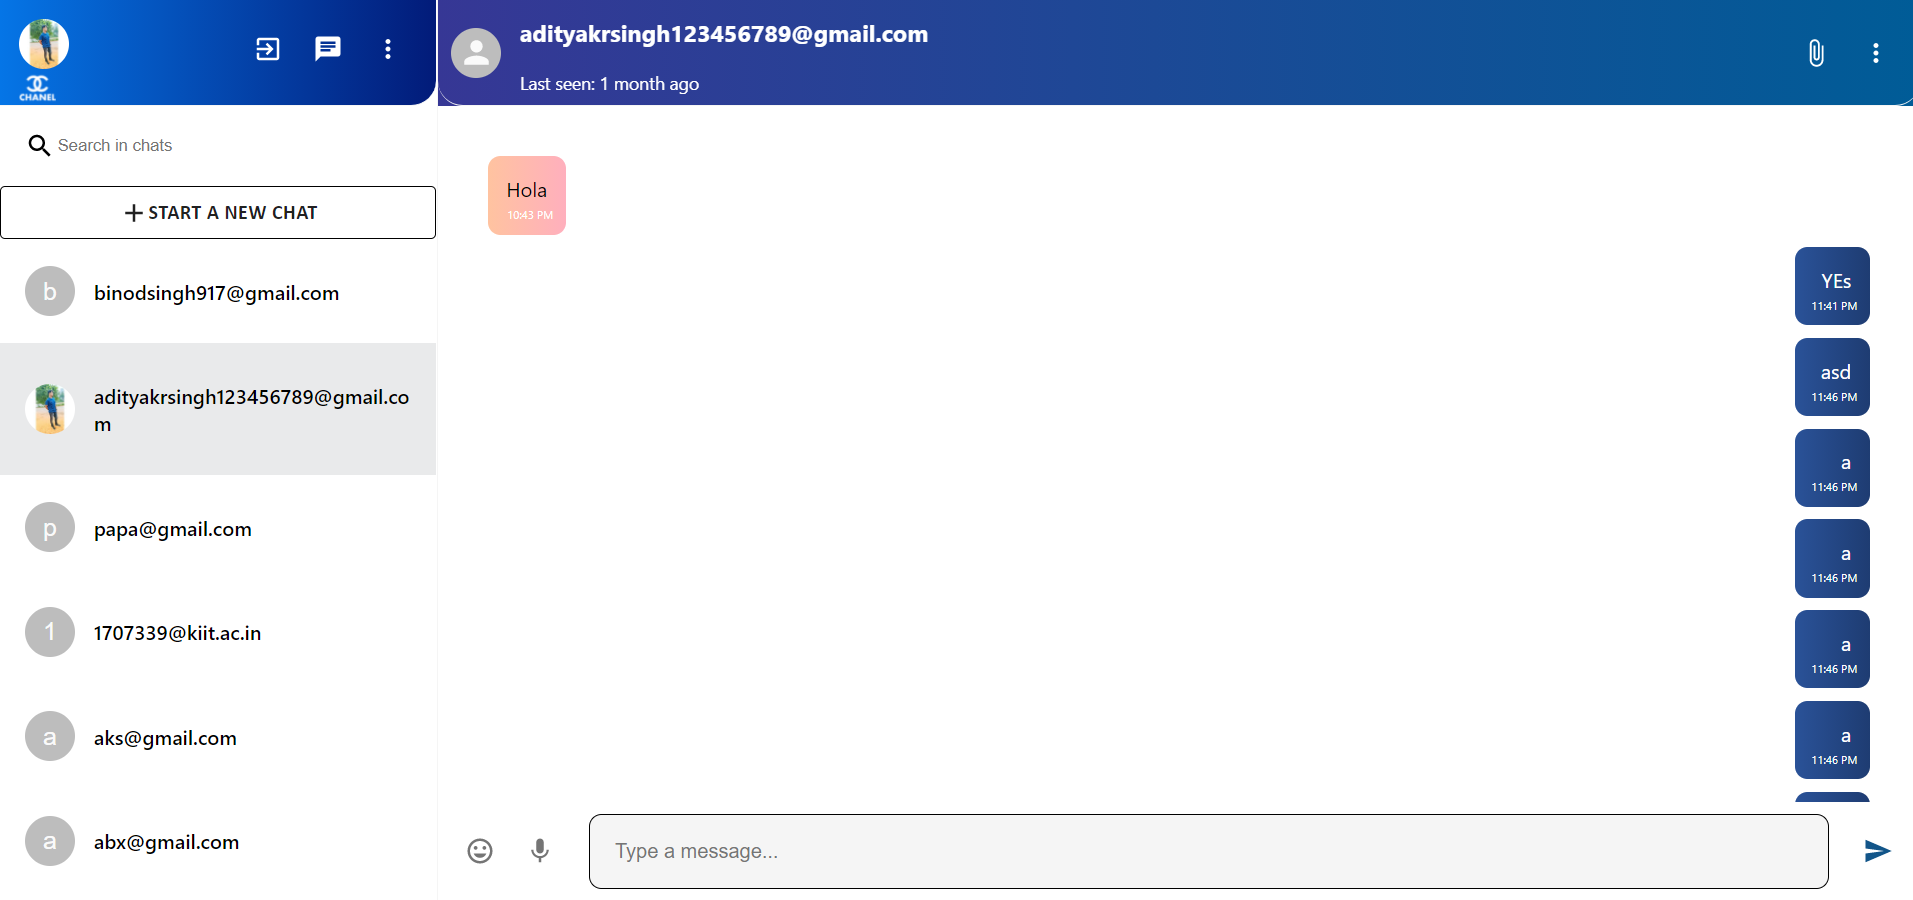 CHANEL
Search in chats
START A NEW CHAT
b
binodsingh917@gmail.com
adityakrsingh123456789@gmail.co
m
p
papa@gmail.com
1
1707339@kiit.ac.in
a
aks@gmail.com
a
abx@gmail.com
adityakrsingh123456789@gmail.com
Last seen: 1 month ago
Hola
10:43 PM
YEs
11:41 PM
asd
11:46 PM
a
11:46 PM
a
11:46 PM
a
11:46 PM
a
11:46 PM
Type a message...